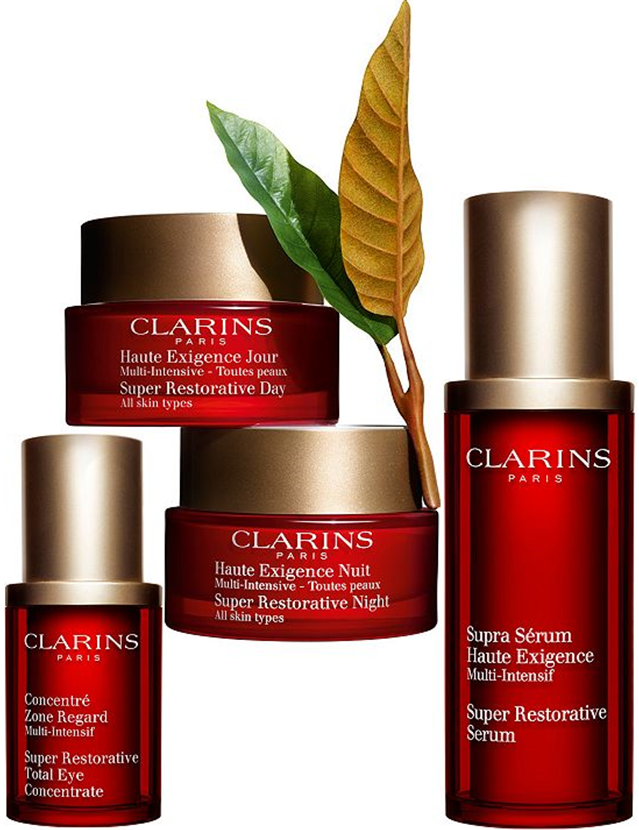 CLARINS
PARIS
Haute Exigence Jour
Multi-Intensive - Toutes peaux
Super Restorative Day
All skin types
CLARINS
PARIS
Haute Exigence Nuit
Multi-Intensive - Toutes peaux
Super Restorative Night
All skin types
CLARINS
PARIS
Concentré
Zone Regard
Multi-Intensif
Super Restorative
Total Eye
Concentrate
CLARINS
PARIS
Supra Sérum
Haute Exigence
Multi-Intensif
Super Restorative
Serum